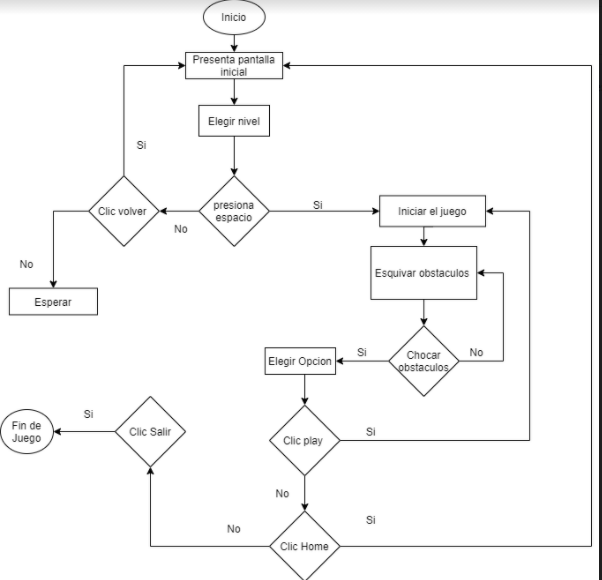 Inicio
Presenta pantalla
inicial
Elegir nivel
Si
Clic volver
presiona
espacio
Si
Iniciar el juego
No
No
Esquivar obstaculos
Esperar
Elegir Opcion
Si
Chocar
obstaculos
No
Si
Fin de
Juego
Clic Salir
Clic play
Si
No
No
Clic Home
Si